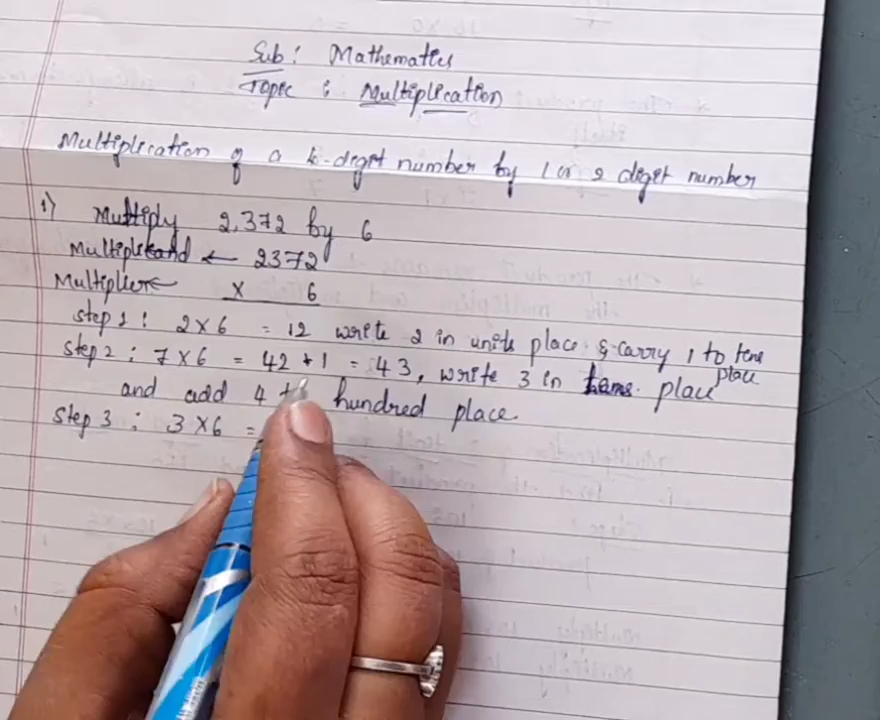 Sub : Mathematics
Topic : Multiplication
Multiplication of a 4-digit number by 1 or 2 digit number
1) Multiply 2,372 by 6
Multiplicand ← 2372
Multiplier ← x 6
Step 1 : 2 x 6 = 12 write 2 in units place & carry 1 to tens place
Step 2 : 7 x 6 = 42 + 1 = 43, write 3 in tens place
and add 4 hundred place.
Step 3 : 3 x 6 =